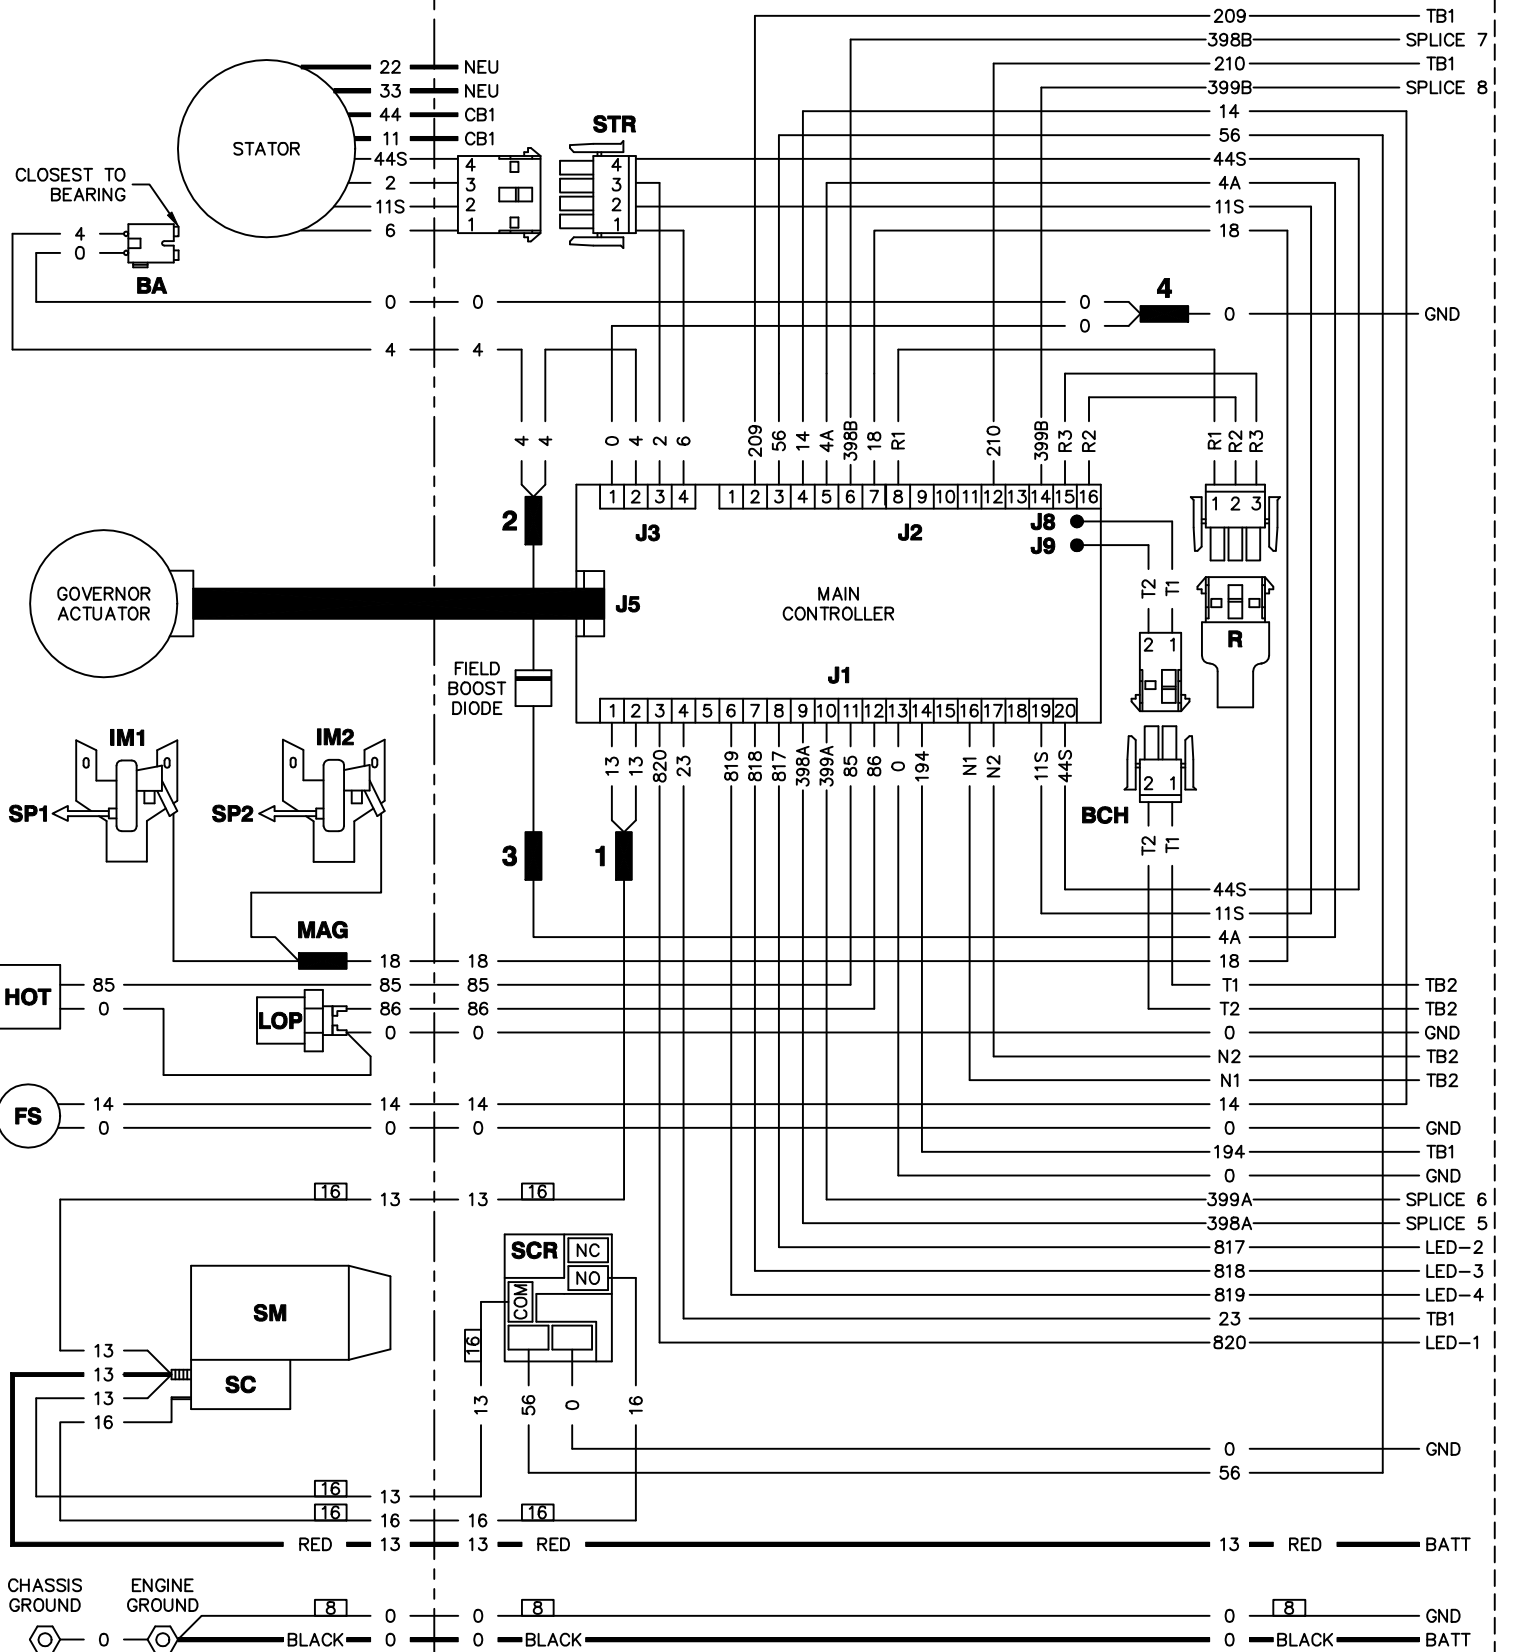 209 TB1
398B SPLICE 7
22 NEU 210 TB1
33 NEU 399B SPLICE 8
44 CB1 14
STR
11 CB1 56
STATOR
44S 4 4 44S
CLOSEST TO
BEARING
2 3 3 4A
11S 2 2 11S
6 1 1 18
4
0
BA
4
0 0 0 0 GND
0
4 4
4 4 0 4 2 6 209 56 14 4A 398B 18 R1 210 399B R3 R2 R1 R2 R3
1 2 3 4 1 2 3 4 5 6 7 8 9 10 11 12 13 14 15 16 1 2 3
2 J3 J2 J8
J9
GOVERNOR
ACTUATOR
J5
MAIN
CONTROLLER
T2 T1
2 1
R
FIELD
BOOST
DIODE
J1
1 2 3 4 5 6 7 8 9 10 11 12 13 14 15 16 17 18 19 20
IM1 IM2
13 13 820 23 819 818 817 398A 399A 85 86 0 194 N1 N2 11S 44S
2 1
SP1 SP2 BCH
T2 T1
3 1
44S
11S
MAG 4A
18 18 18
HOT
85 85 85 T1 TB2
0 LOP 86 86 T2 TB2
0 0 0 GND
N2 TB2
N1 TB2
FS
14 14 14 14
0 0 0 0 GND
194 TB1
0 GND
16 13 13 16 399A SPLICE 6
398A SPLICE 5
SCR NC 817 LED-2
NO 818 LED-3
COM 819 LED-4
SM 23 TB1
16 820 LED-1
13
13
SC
13
16
13 56 0 16
0 GND
56
16 13
16 16 16 16
RED 13 13 RED 13 RED BATT
CHASSIS
GROUND
ENGINE
GROUND
8 0 0 8 0 8 GND
0 BLACK 0 0 BLACK 0 BLACK BATT